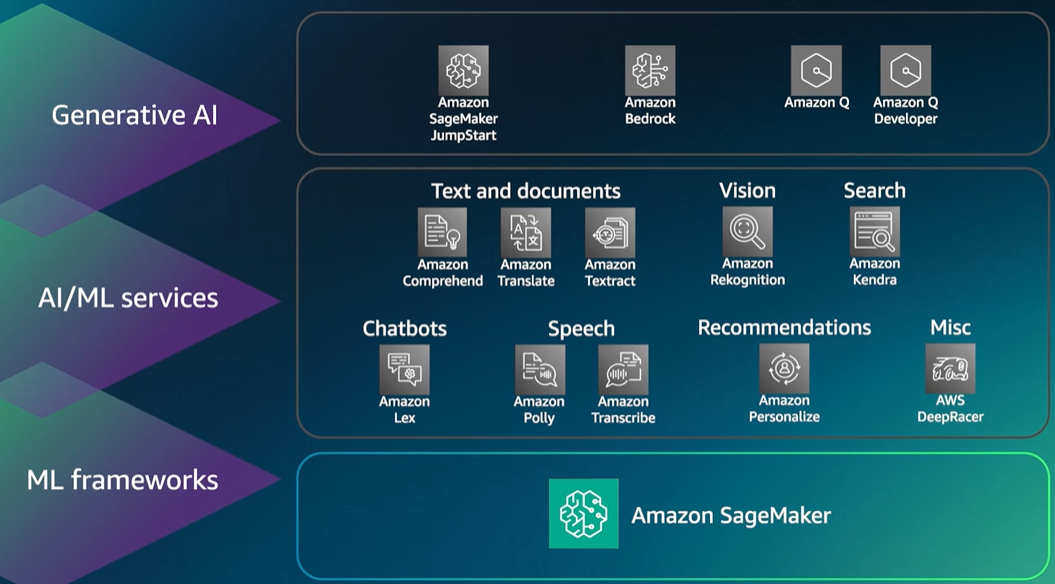 Generative AI
Amazon
SageMaker
JumpStart
Amazon
Bedrock
Amazon Q
Amazon Q
Developer
AI/ML services
Text and documents
Amazon
Comprehend
Amazon
Translate
Amazon
Textract
Vision
Amazon
Rekognition
Search
Amazon
Kendra
Chatbots
Amazon
Lex
Speech
Amazon
Polly
Amazon
Transcribe
Recommendations
Amazon
Personalize
Misc
AWS
DeepRacer
ML frameworks
Amazon SageMaker